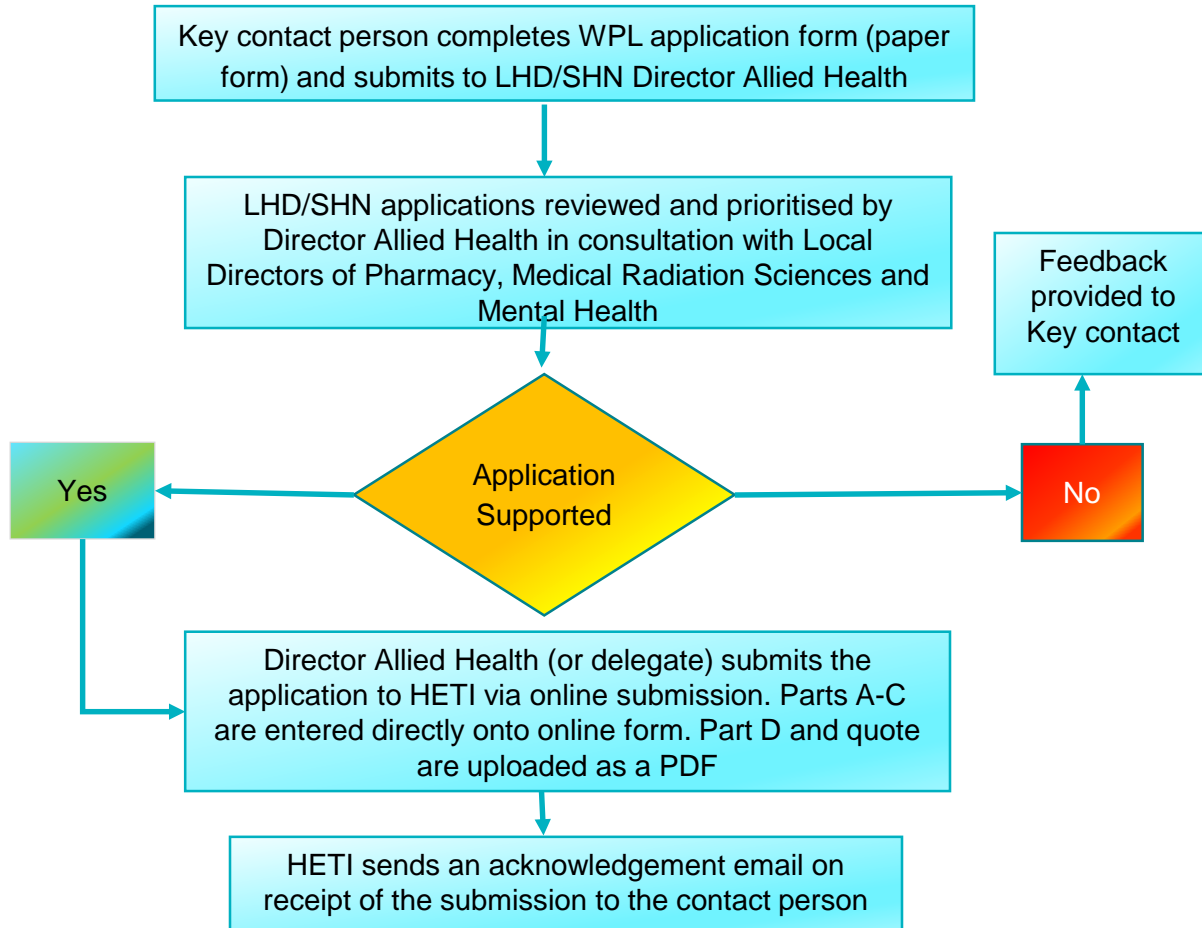 Key contact person completes WPL application form (paper
form) and submits to LHD/SHN Director Allied Health
LHD/SHN applications reviewed and prioritised by
Director Allied Health in consultation with Local
Directors of Pharmacy, Medical Radiation Sciences and
Mental Health
Feedback
provided to
Key contact
Application
Supported
Yes
No
Director Allied Health (or delegate) submits the
application to HETI via online submission. Parts A-C
are entered directly onto online form. Part D and quote
are uploaded as a PDF
HETI sends an acknowledgement email on
receipt of the submission to the contact person